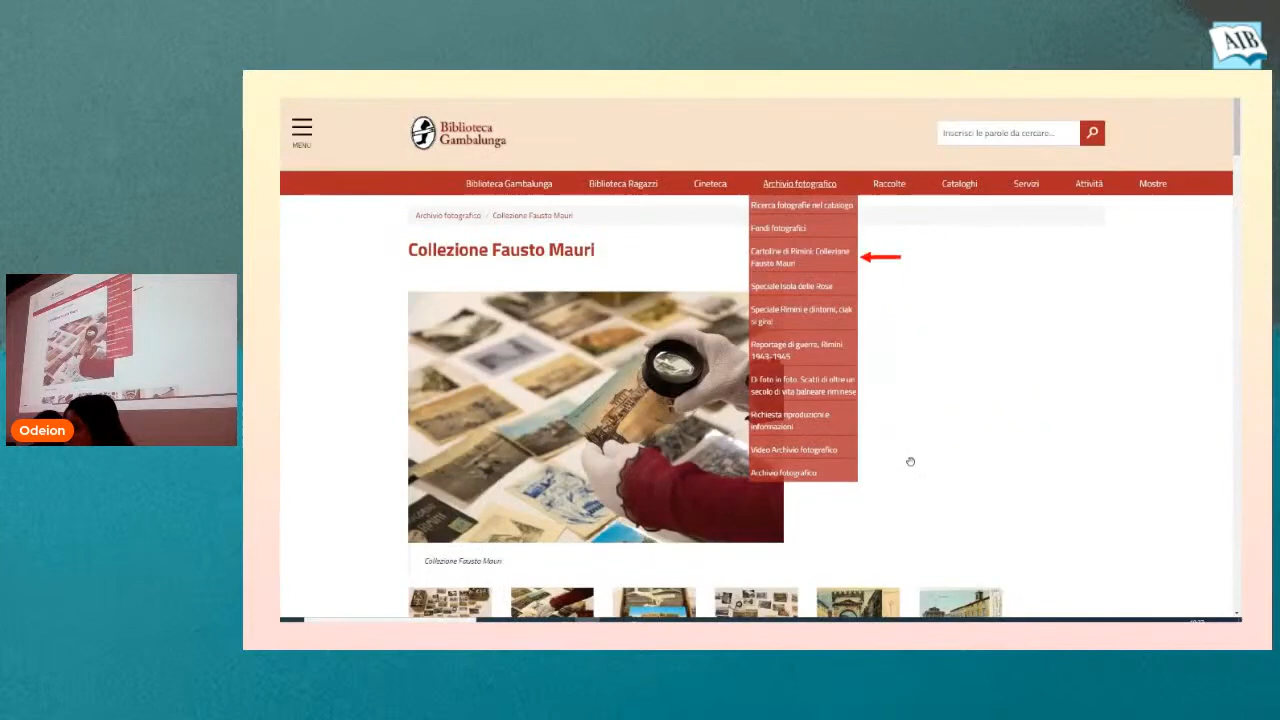 AIB
MENU
Biblioteca
Gambalunga
Inserisci le parole da cercare...
Biblioteca Gambalunga
Biblioteca Ragazzi
Cineteca
Archivio fotografico
Raccolte
Cataloghi
Servizi
Attività
Mostre
Archivio fotografico / Collezione Fausto Mauri
Collezione Fausto Mauri
Ricerca fotografie nel catalogo
Fondi fotografici
Cartoline di Rimini: Collezione
Fausto Mauri
Speciale Isola delle Rose
Speciale Rimini e dintorni, ciak
si gira!
Reportage di guerra, Rimini
1943-1945
Di foto in foto. Scatti di oltre un
secolo di vita balneare riminese
Richiesta riproduzioni e
informazioni
Video Archivio fotografico
Archivio fotografico
Collezione Fausto Mauri
Odeion